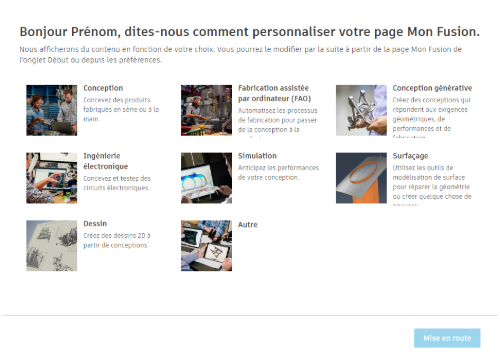 Bonjour Prénom, dites-nous comment personnaliser votre page Mon Fusion.
Nous afficherons du contenu en fonction de votre choix. Vous pourrez le modifier par la suite à partir de la page Mon Fusion de
l'onglet Début ou depuis les préférences.
Conception
Concevez des produits
fabriqués en série ou à la
main.
Fabrication assistée
par ordinateur (FAO)
Automatisez les processus
de fabrication pour passer
de la conception à la
Conception générative
Créez des conceptions qui
répondent aux exigences
géométriques, de
performances et de
Ingénierie
électronique
Concevez et testez des
circuits électroniques.
Simulation
Anticipez les performances
de votre conception.
Surfaçage
Utilisez les outils de
modélisation de surface
pour réparer la géométrie
ou créer quelque chose de
Dessin
Créez des dessins 2D à
partir de conceptions.
Autre
Mise en route